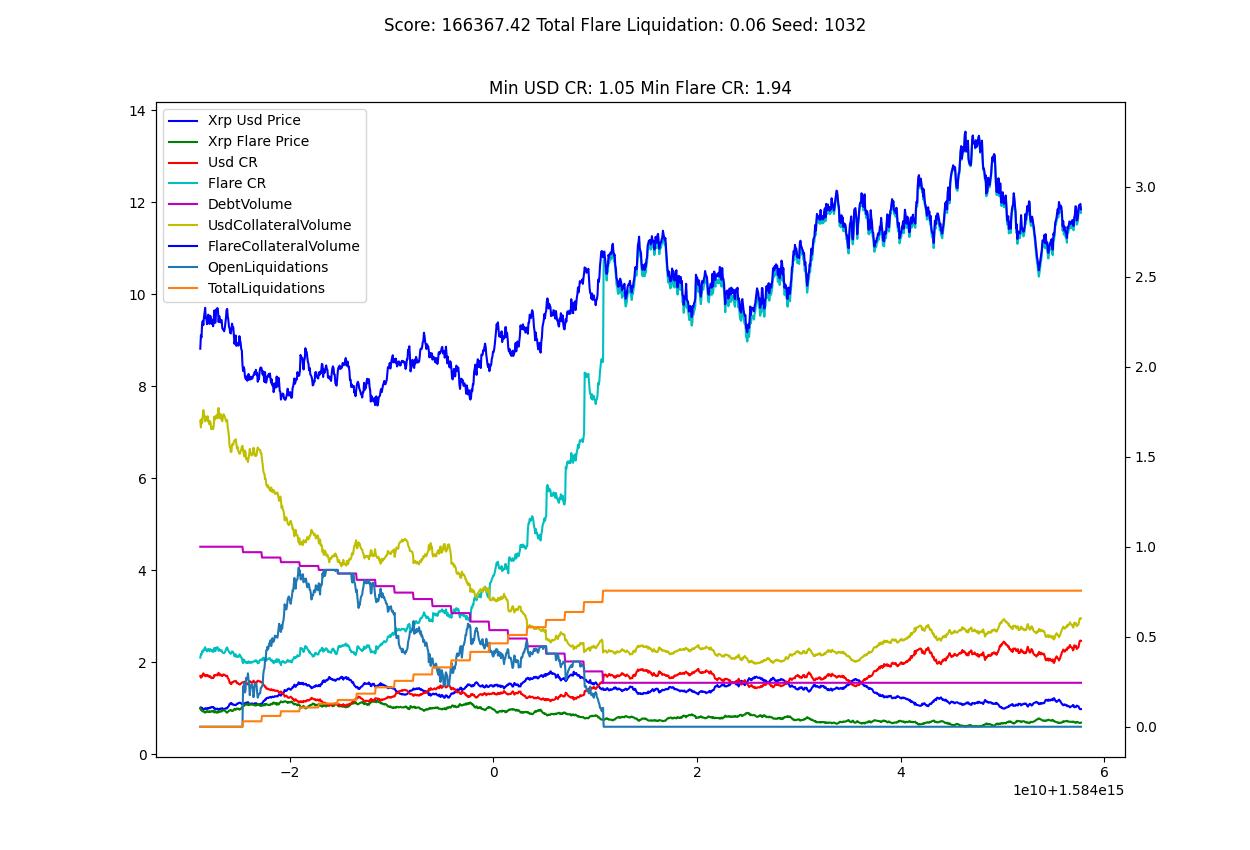 Score: 166367.42 Total Flare Liquidation: 0.06 Seed: 1032
Min USD CR: 1.05 Min Flare CR: 1.94
Xrp Usd Price
Xrp Flare Price
Usd CR
Flare CR
DebtVolume
UsdCollateralVolume
FlareCollateralVolume
OpenLiquidations
TotalLiquidations
14
12
10
8
6
4
2
0
3.0
2.5
2.0
1.5
1.0
0.5
0.0
−2
0
2
4
6
1e10+1.584e15